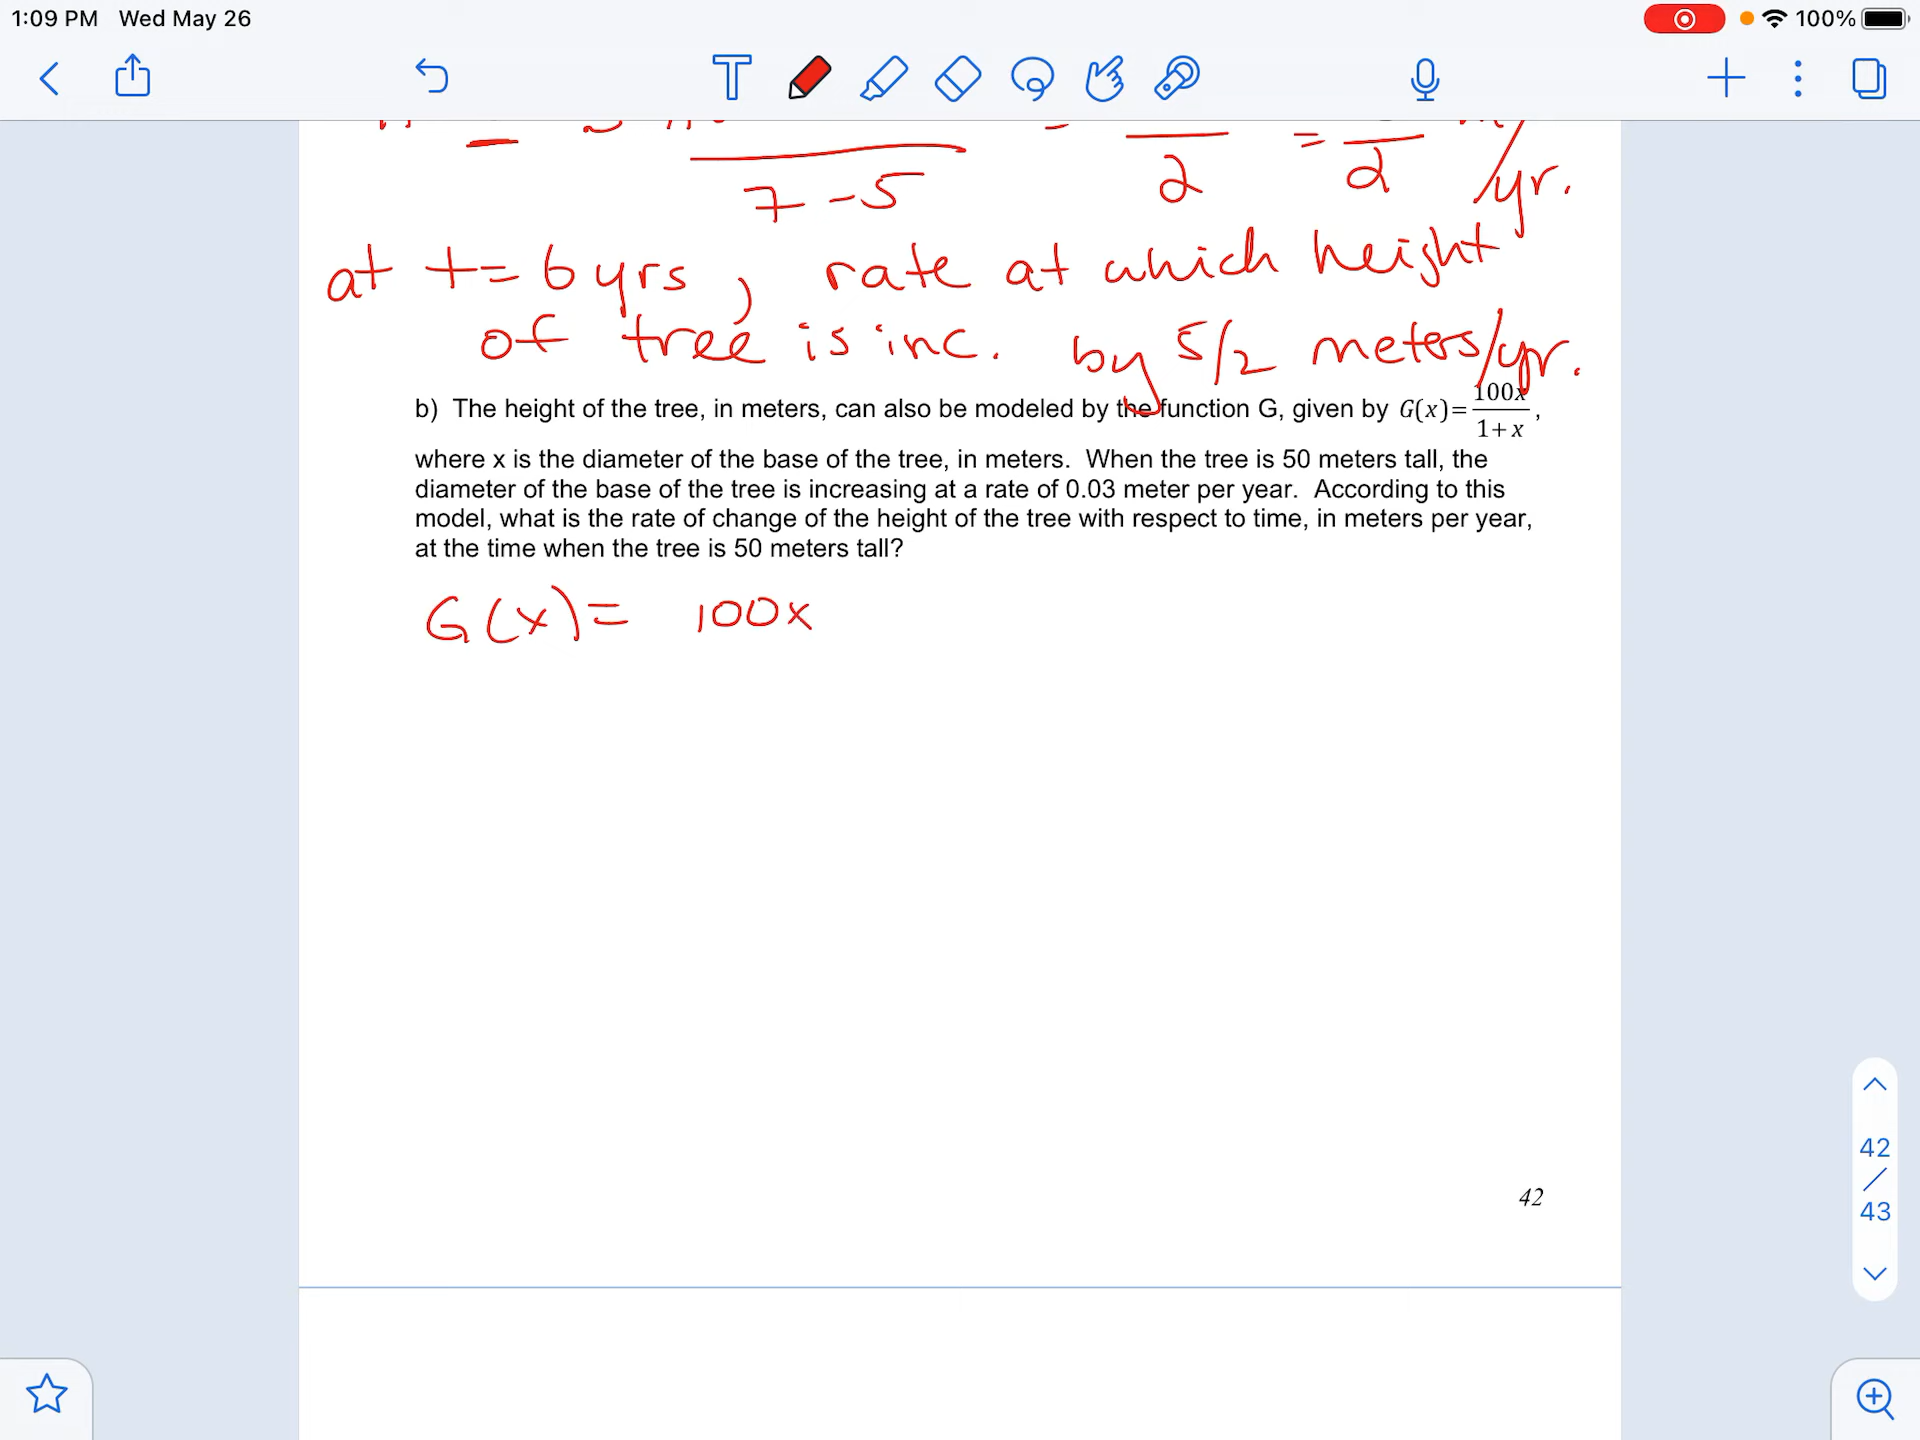 1:09 PM Wed May 26
100%
T
7-5
2
=
2
/yr.
at t=6yrs, rate at which height
of tree is inc. by 5/2 meters/yr.
b) The height of the tree, in meters, can also be modeled by the function G, given by G(x)=100x/1+x,
where x is the diameter of the base of the tree, in meters. When the tree is 50 meters tall, the
diameter of the base of the tree is increasing at a rate of 0.03 meter per year. According to this
model, what is the rate of change of the height of the tree with respect to time, in meters per year,
at the time when the tree is 50 meters tall?
G(x)= 100x
42
/
43
42